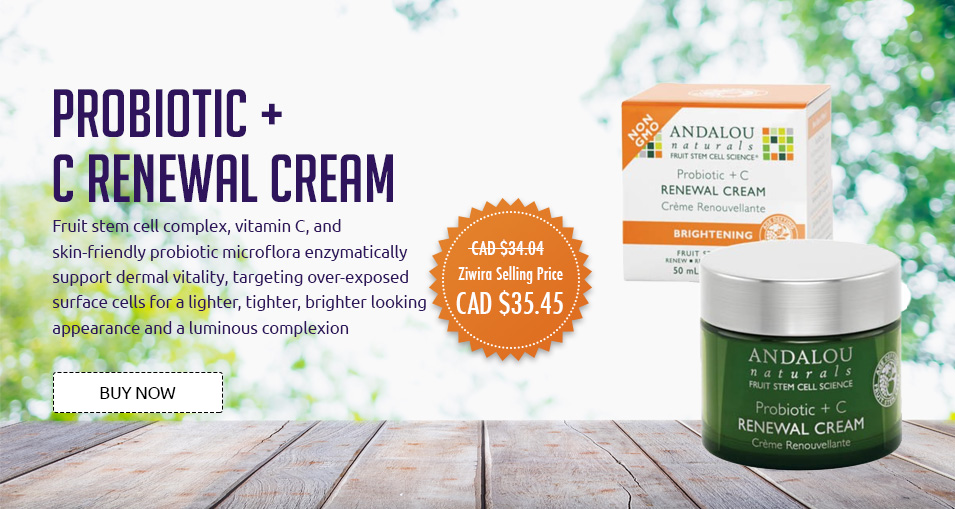 PROBIOTIC +
C RENEWAL CREAM
Fruit stem cell complex, vitamin C, and
skin-friendly probiotic microflora enzymatically
support dermal vitality, targeting over-exposed
surface cells for a lighter, tighter, brighter looking
appearance and a luminous complexion
BUY NOW
CAD $34.04
Ziwira Selling Price
CAD $35.45
NON
GMO
ANDALOU
naturals
FRUIT STEM CELL SCIENCE®
Probiotic + C
RENEWAL CREAM
Crème Renouvellante
BRIGHTENING
FRUIT
RENEW
50 mL
ANDALOU
naturals
FRUIT STEM CELL SCIENCE
Probiotic + C
RENEWAL CREAM
Crème Renouvellante